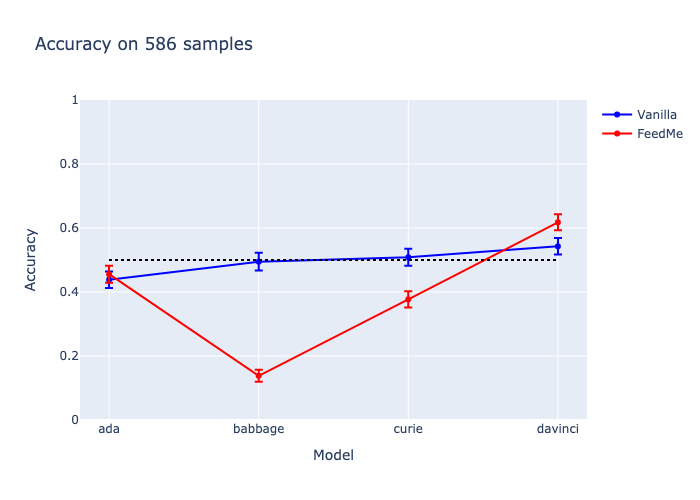 Accuracy on 586 samples
1
0.8
0.6
0.4
0.2
0
Accuracy
ada
babbage
curie
davinci
Model
Vanilla
FeedMe